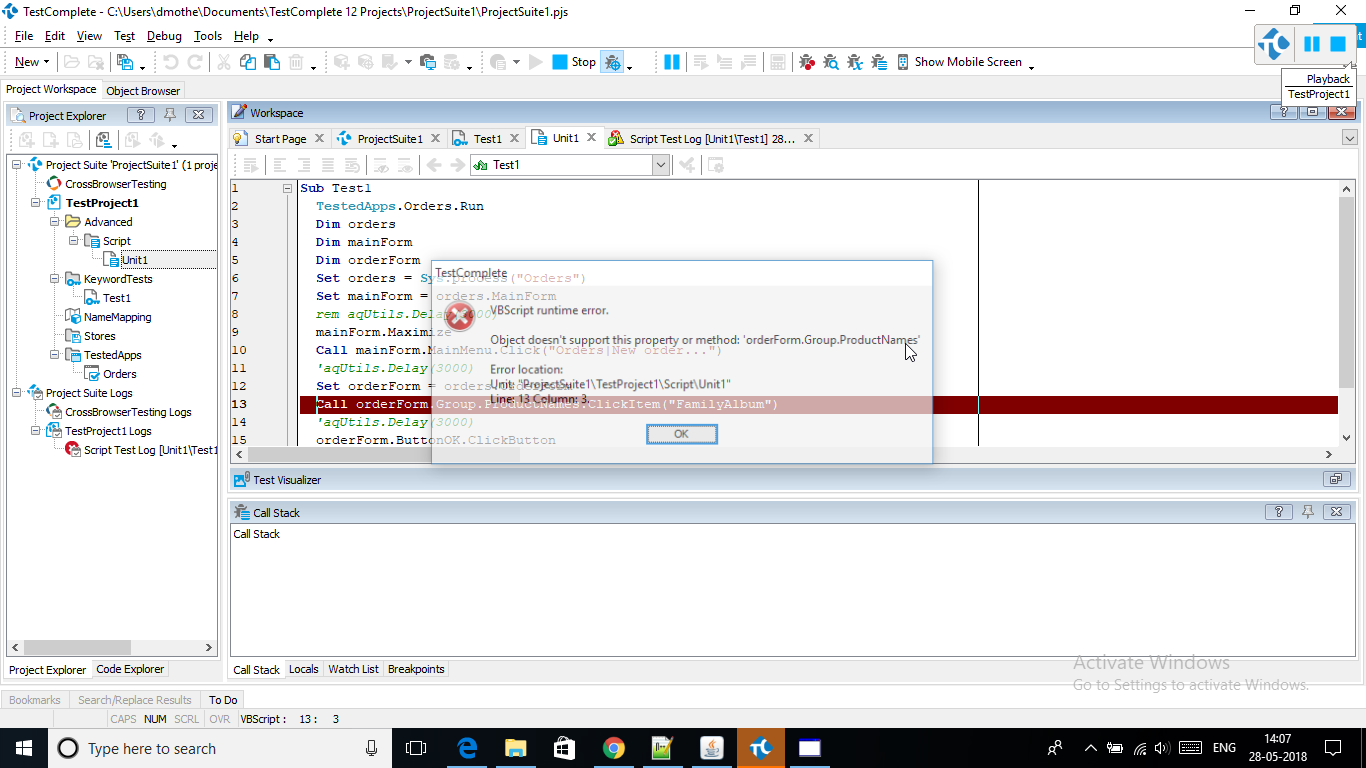 TestComplete - C:\Users\dmothe\Documents\TestComplete 12 Projects\ProjectSuite1\ProjectSuite1.pjs
File Edit View Test Debug Tools Help
New Stop Show Mobile Screen
Playback
TestProject1
Project Workspace Object Browser
Project Explorer
Project Suite 'ProjectSuite1' (1 proje
CrossBrowserTesting
TestProject1
Advanced
Script
Unit1
KeywordTests
Test1
NameMapping
Stores
TestedApps
Orders
Project Suite Logs
CrossBrowserTesting Logs
TestProject1 Logs
Script Test Log [Unit1\Test1
Project Explorer Code Explorer
Workspace
Start Page ProjectSuite1 Test1 Unit1 Script Test Log [Unit1\Test1] 28...
Test1
1 Sub Test1
2 TestedApps.Orders.Run
3 Dim orders
4 Dim mainForm
5 Dim orderForm
6 Set orders = Sys.process("Orders")
7 Set mainForm = orders.MainForm
8 rem aqUtils.Delay(3000)
9 mainForm.Maximize
10 Call mainForm.MainMenu.Click("Orders|New order...")
11 'aqUtils.Delay(3000)
12 Set orderForm = orders.
13 Call orderForm.Group.ProductNames.ClickItem("FamilyAlbum")
14 'aqUtils.Delay(3000)
15 orderForm.ButtonOK.ClickButton
TestComplete
VBScript runtime error.
Object doesn't support this property or method: 'orderForm.Group.ProductNames'
Error location:
Unit: "ProjectSuite1\TestProject1\Script\Unit1"
Line: 13 Column: 3.
OK
Test Visualizer
Call Stack
Call Stack
Call Stack Locals Watch List Breakpoints
Activate Windows
Go to Settings to activate Windows.
Bookmarks Search/Replace Results To Do
CAPS NUM SCRL OVR VBScript : 13 : 3
Type here to search
ENG
14:07
28-05-2018